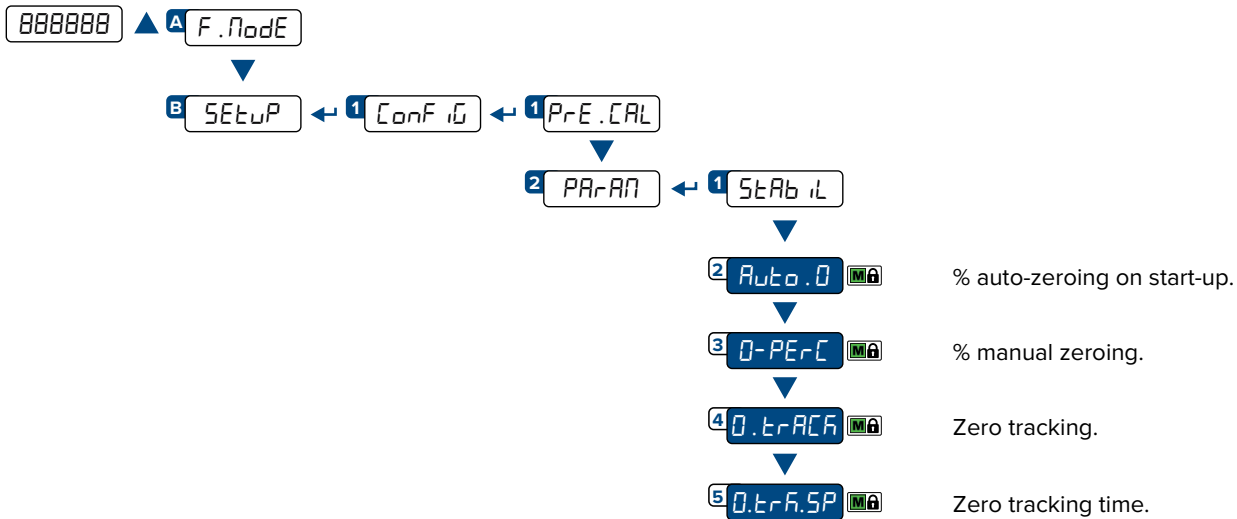 888888 A F.ModE
B SEtuP 1 ConFiG 1 PrE.CAL
2 PArAM 1 StAbiL
2 Auto.0 M % auto-zeroing on start-up.
3 0-PErC M % manual zeroing.
4 0.trACk M Zero tracking.
5 0.trk.SP M Zero tracking time.